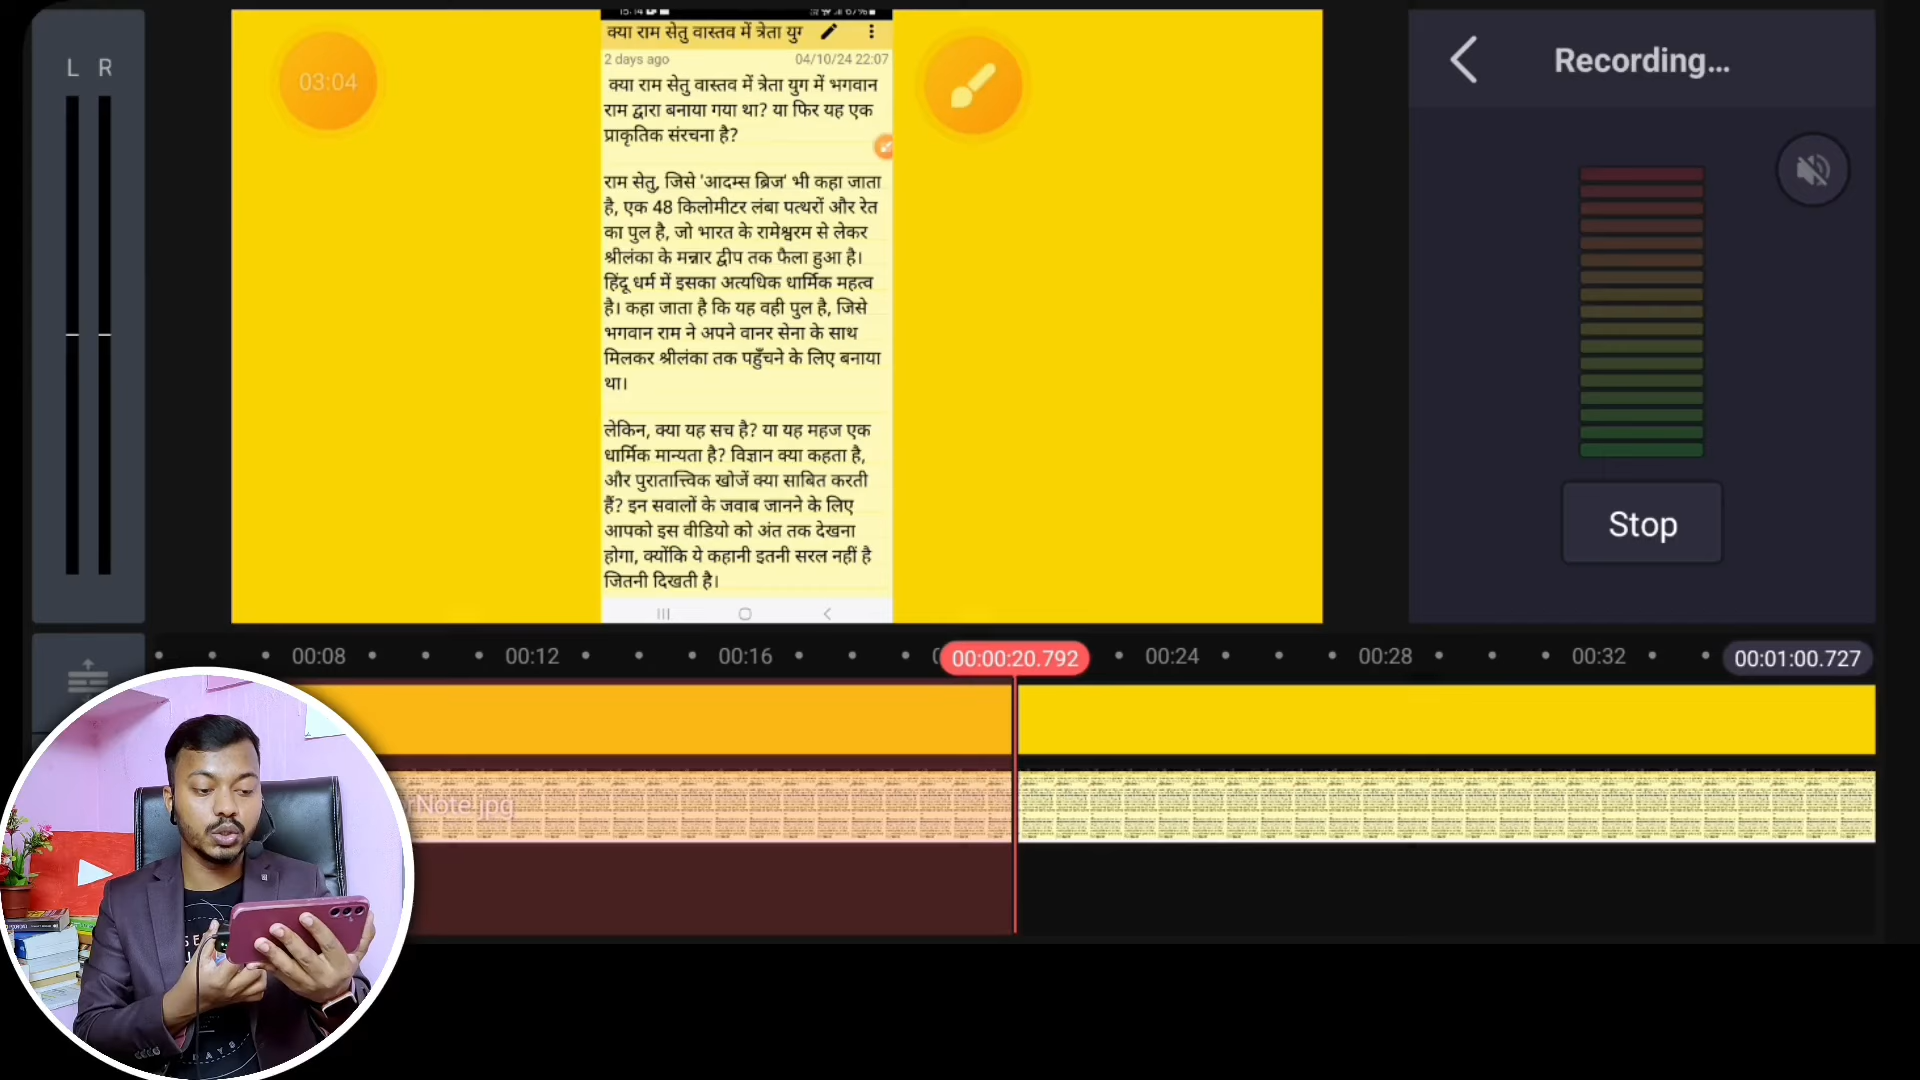 L R
03:04
15:14
67%
क्या राम सेतु वास्तव में त्रेता युग
2 days ago 04/10/24 22:07
क्या राम सेतु वास्तव में त्रेता युग में भगवान
राम द्वारा बनाया गया था? या फिर यह एक
प्राकृतिक संरचना है?
राम सेतु, जिसे 'आदम्स ब्रिज' भी कहा जाता
है, एक 48 किलोमीटर लंबा पत्थरों और रेत
का पुल है, जो भारत के रामेश्वरम से लेकर
श्रीलंका के मन्नार द्वीप तक फैला हुआ है।
हिंदू धर्म में इसका अत्यधिक धार्मिक महत्व
है। कहा जाता है कि यह वही पुल है, जिसे
भगवान राम ने अपने वानर सेना के साथ
मिलकर श्रीलंका तक पहुँचने के लिए बनाया
था।
लेकिन, क्या यह सच है? या यह महज एक
धार्मिक मान्यता है? विज्ञान क्या कहता है,
और पुरातात्त्विक खोजें क्या साबित करती
हैं? इन सवालों के जवाब जानने के लिए
आपको इस वीडियो को अंत तक देखना
होगा, क्योंकि ये कहानी इतनी सरल नहीं है
जितनी दिखती है।
Recording...
Stop
00:08 00:12 00:16 00:00:20.792 00:24 00:28 00:32 00:01:00.727
rNote.jpg